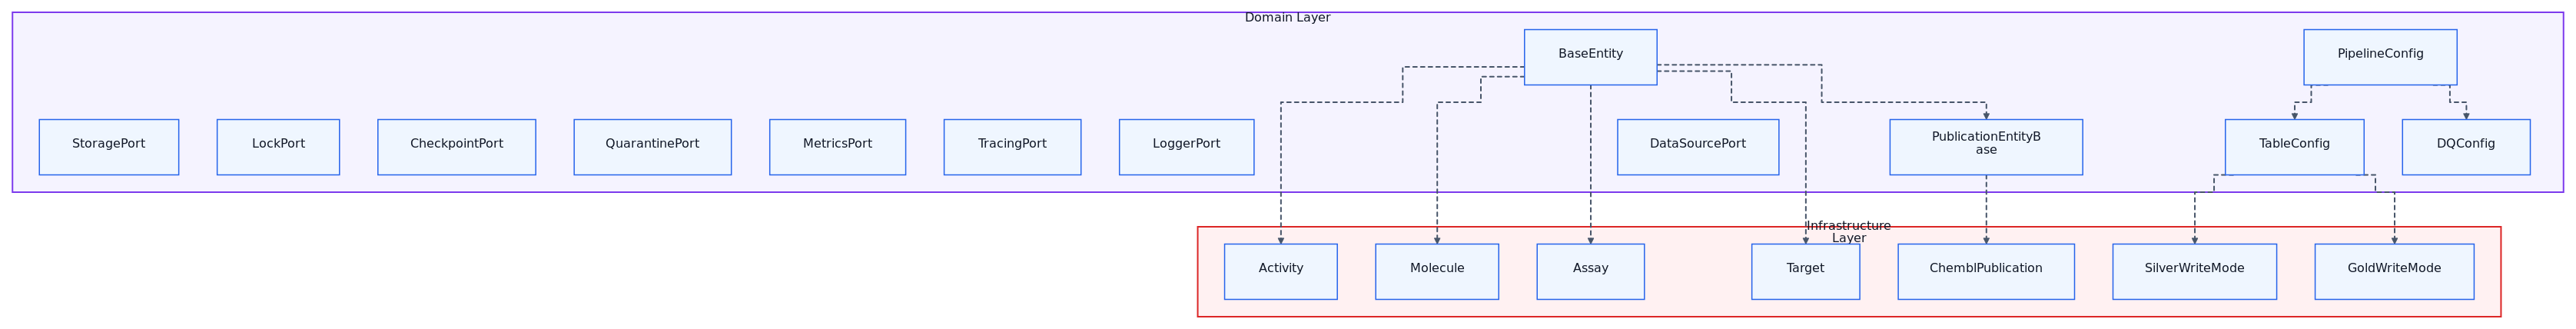 Domain Layer
BaseEntity
PipelineConfig
StoragePort
LockPort
CheckpointPort
QuarantinePort
MetricsPort
TracingPort
LoggerPort
DataSourcePort
PublicationEntityB
ase
TableConfig
DQConfig
Infrastructure
Layer
Activity
Molecule
Assay
Target
ChemblPublication
SilverWriteMode
GoldWriteMode